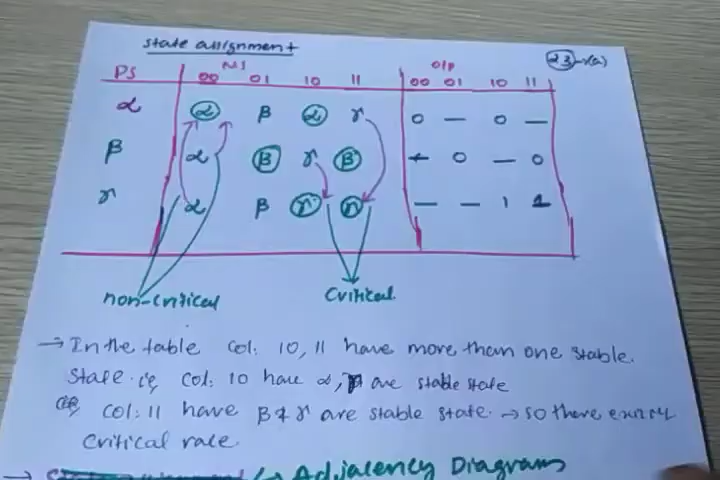 state assignment
23-(a)
PS NS O/P
00 01 10 11 00 01 10 11
α α β α γ 0 — 0 —
β α β γ β — 0 — 0
γ α β γ γ — — 1 1
non-critical critical.
→ In the table col: 10, 11 have more than one stable.
state. i.e, col: 10 have α, γ are stable state
col: 11 have β & γ are stable state. → so there
critical race.
Adjacency Diagram